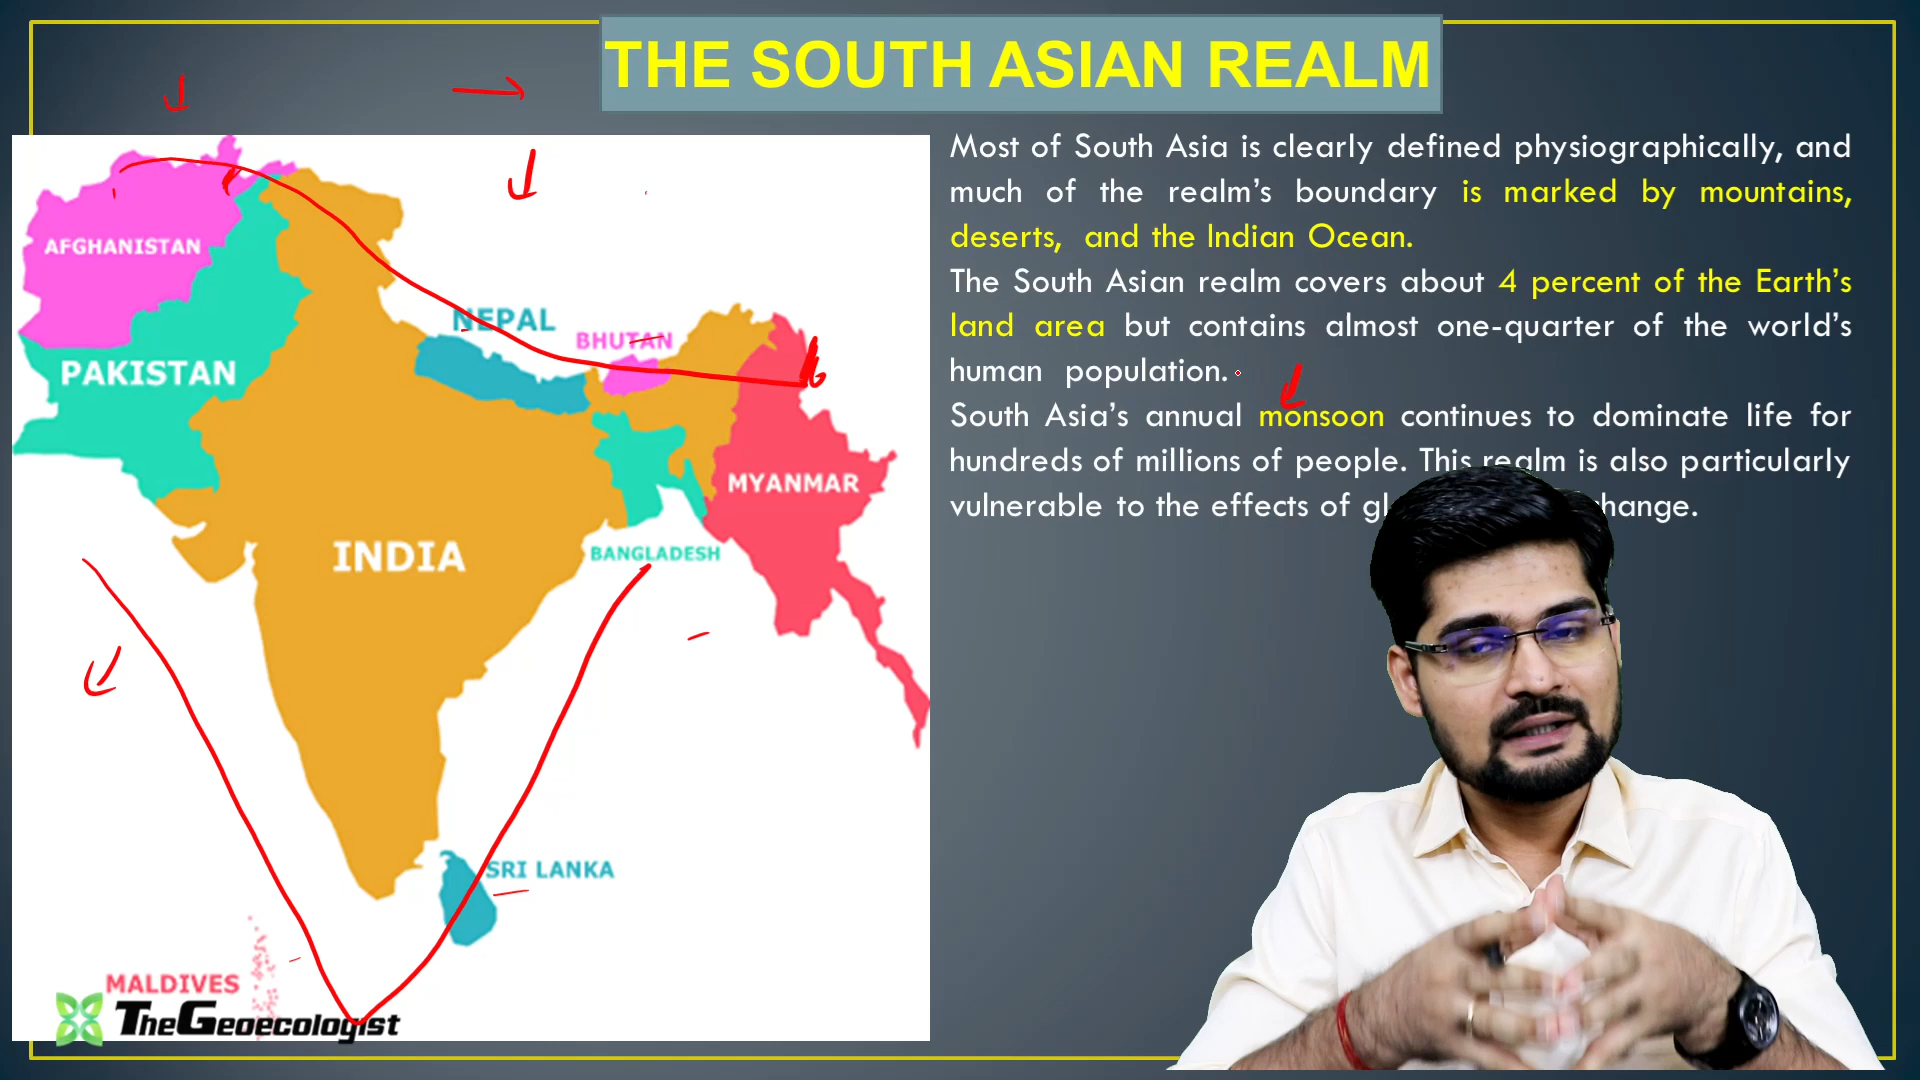 THE SOUTH ASIAN REALM
Most of South Asia is clearly defined physiographically, and
much of the realm's boundary is marked by mountains,
deserts, and the Indian Ocean.
The South Asian realm covers about 4 percent of the Earth's
land area but contains almost one-quarter of the world's
human population.
South Asia's annual monsoon continues to dominate life for
hundreds of millions of people. This realm is also particularly
vulnerable to the effects of hange.
AFGHANISTAN
PAKISTAN
NEPAL
BHUTAN
MYANMAR
INDIA
BANGLADESH
SRI LANKA
MALDIVES
TheGeoecologist